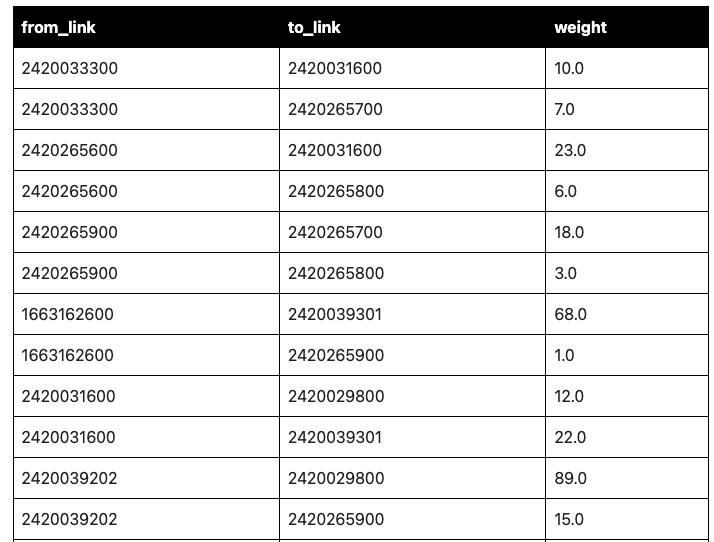 from_link to_link weight
2420033300 2420031600 10.0
2420033300 2420265700 7.0
2420265600 2420031600 23.0
2420265600 2420265800 6.0
2420265900 2420265700 18.0
2420265900 2420265800 3.0
1663162600 2420039301 68.0
1663162600 2420265900 1.0
2420031600 2420029800 12.0
2420031600 2420039301 22.0
2420039202 2420029800 89.0
2420039202 2420265900 15.0